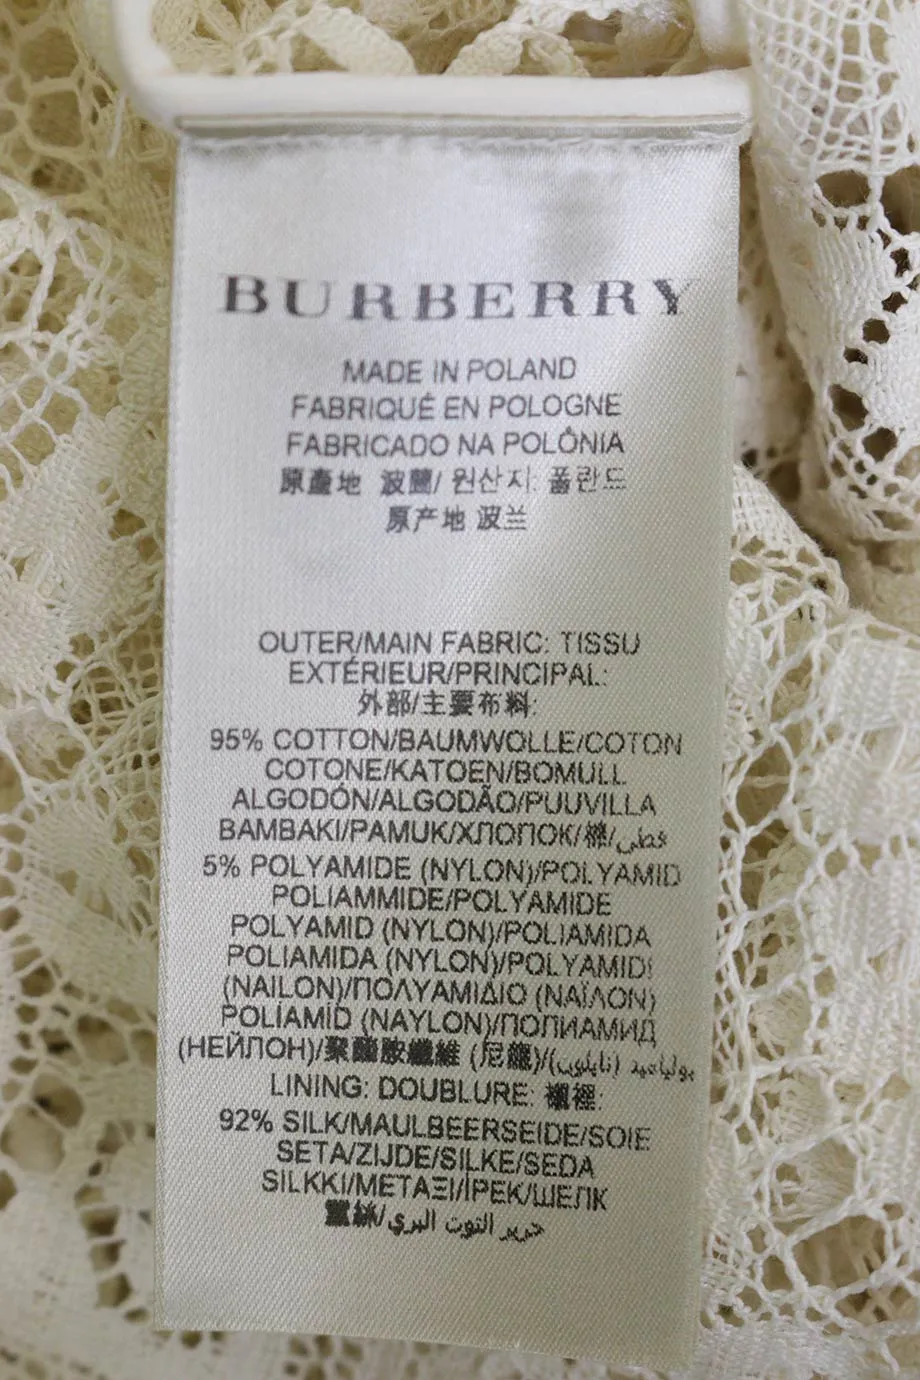 BURBERRY
MADE IN POLAND
FABRIQUÉ EN POLOGNE
FABRICADO NA POLÔNIA
原產地 波蘭/ 원산지: 폴란드
原产地 波兰
OUTER/MAIN FABRIC: TISSU
EXTÉRIEUR/PRINCIPAL:
外部/主要布料:
95% COTTON/BAUMWOLLE/COTON
COTONE/KATOEN/BOMULL
ALGODÓN/ALGODÃO/PUUVILLA
BAMBAKI/PAMUK/ХЛОПОК/棉/قطني
5% POLYAMIDE (NYLON)/POLYAMID
POLIAMMIDE/POLYAMIDE
POLYAMID (NYLON)/POLIAMIDA
POLIAMIDA (NYLON)/POLYAMIDI
(NAILON)/ΠΟΛΥΑΜΙΔΙΟ (ΝΑΪΛΟΝ)
POLIAMID (NAYLON)/ПОЛИАМИД
(НЕЙЛОН)/聚醯胺纖維 (尼龍)/بولياميد (نايلون)
LINING: DOUBLURE: 襯裡:
92% SILK/MAULBEERSEIDE/SOIE
SETA/ZIJDE/SILKE/SEDA
SILKKI/ΜΕΤΑΞΙ/İPEK/ШЕЛК
蠶絲/حرير التوت البري